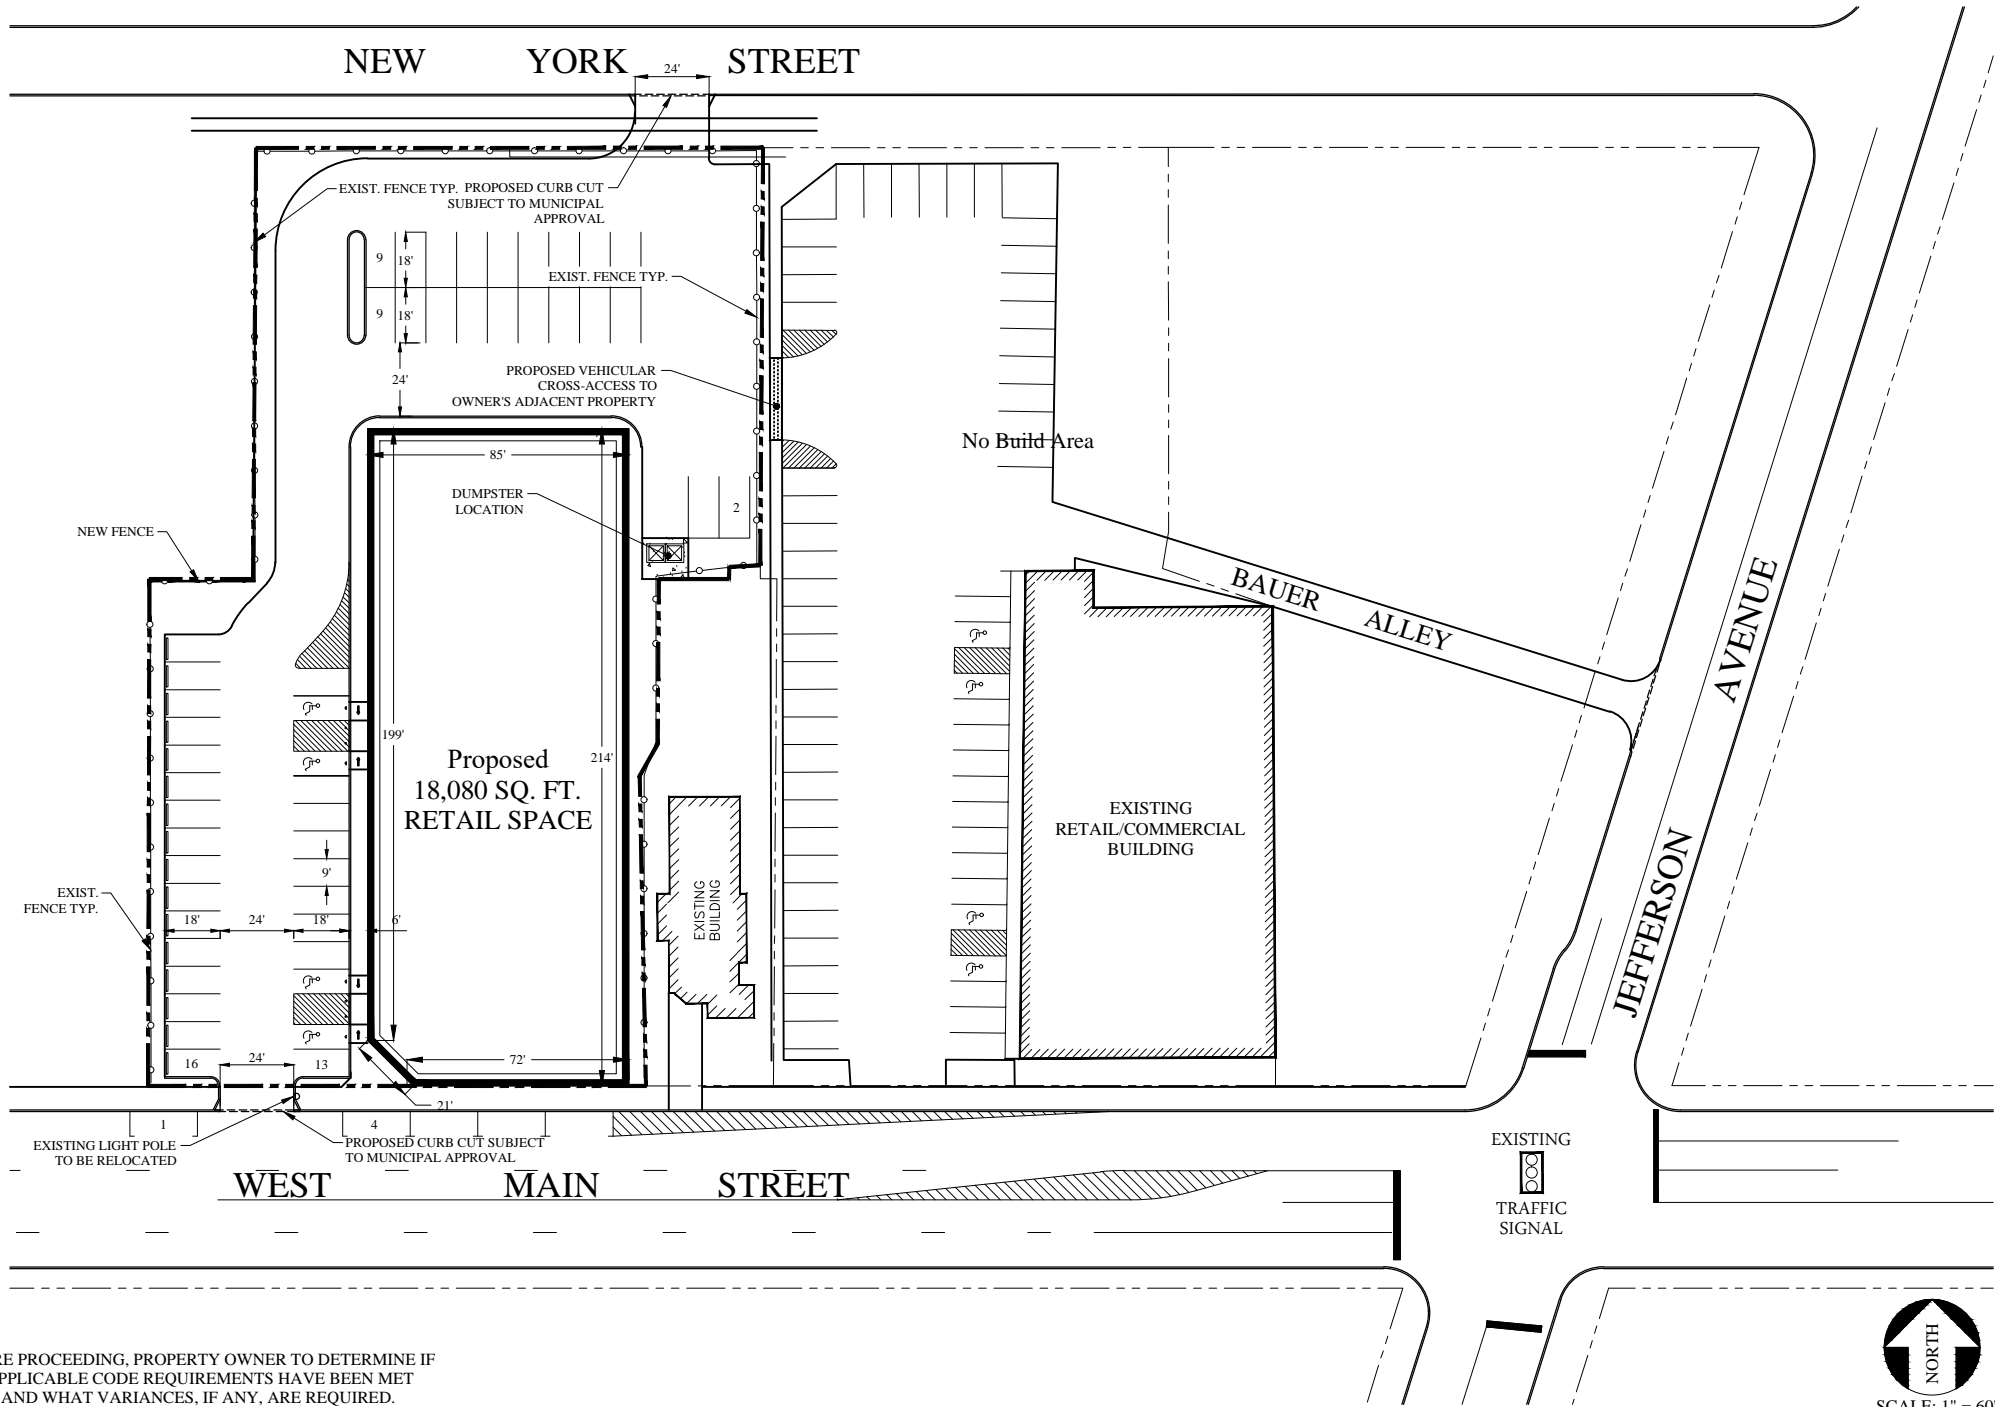 NEW YORK STREET
24'
EXIST. FENCE TYP.
PROPOSED CURB CUT
SUBJECT TO MUNICIPAL
APPROVAL
9
18'
EXIST. FENCE TYP.
9
18'
24'
PROPOSED VEHICULAR
CROSS-ACCESS TO
OWNER'S ADJACENT PROPERTY
No Build Area
85'
DUMPSTER
LOCATION
2
NEW FENCE
BAUER ALLEY
JEFFERSON AVENUE
199'
214'
Proposed
18,080 SQ. FT.
RETAIL SPACE
EXISTING
RETAIL/COMMERCIAL
BUILDING
EXISTING
BUILDING
9'
EXIST.
FENCE TYP.
18'
24'
18'
6'
16
24'
13
72'
21'
1
4
EXISTING LIGHT POLE
TO BE RELOCATED
PROPOSED CURB CUT SUBJECT
TO MUNICIPAL APPROVAL
WEST MAIN STREET
EXISTING
TRAFFIC
SIGNAL
NORTH
SCALE: 1" = 60'
RE PROCEEDING, PROPERTY OWNER TO DETERMINE IF
PPLICABLE CODE REQUIREMENTS HAVE BEEN MET
AND WHAT VARIANCES, IF ANY, ARE REQUIRED.